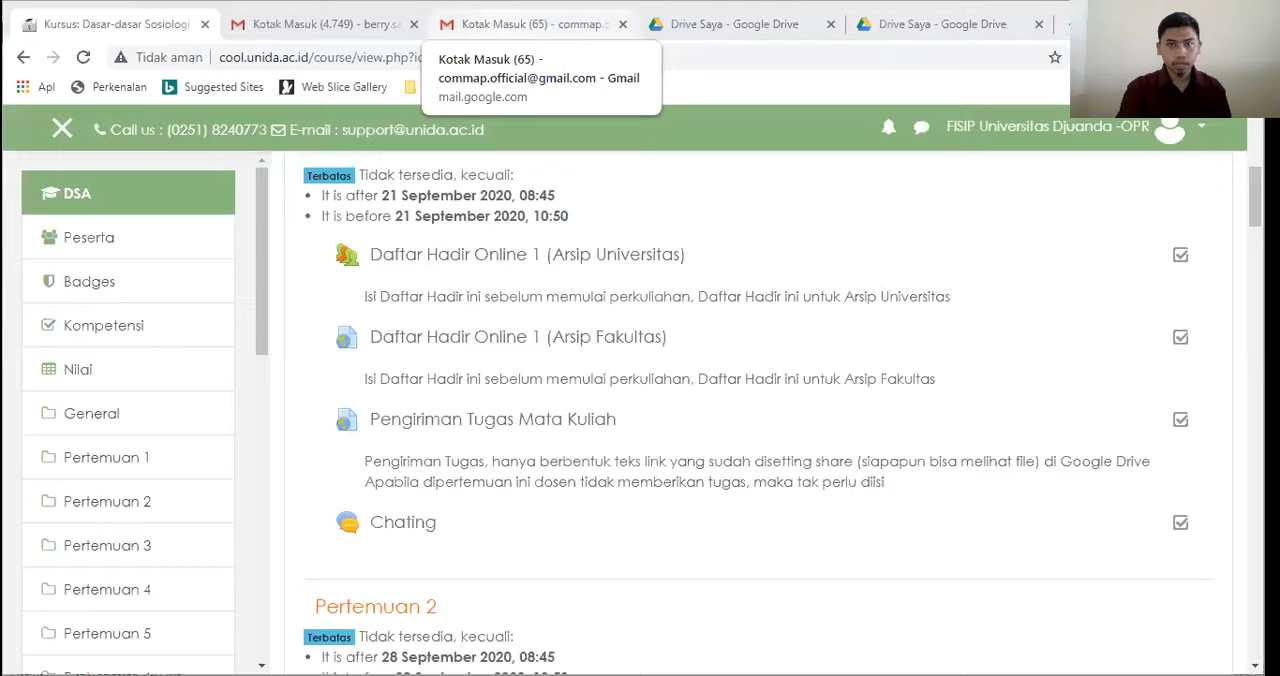 Kursus: Dasar-dasar Sosiologi
Kotak Masuk (4.749) - berry.sa
Kotak Masuk (65) - commap.
Drive Saya - Google Drive
Drive Saya - Google Drive
Tidak aman
cool.unida.ac.id/course/view.php?i
Kotak Masuk (65) -
commap.official@gmail.com - Gmail
mail.google.com
Apl
Perkenalan
Suggested Sites
Web Slice Gallery
Call us : (0251) 8240773
E-mail : support@unida.ac.id
FISIP Universitas Djuanda -OPR
DSA
Peserta
Badges
Kompetensi
Nilai
General
Pertemuan 1
Pertemuan 2
Pertemuan 3
Pertemuan 4
Pertemuan 5
Terbatas Tidak tersedia, kecuali:
• It is after 21 September 2020, 08:45
• It is before 21 September 2020, 10:50
Daftar Hadir Online 1 (Arsip Universitas)
Isi Daftar Hadir ini sebelum memulai perkuliahan, Daftar Hadir ini untuk Arsip Universitas
Daftar Hadir Online 1 (Arsip Fakultas)
Isi Daftar Hadir ini sebelum memulai perkuliahan, Daftar Hadir ini untuk Arsip Fakultas
Pengiriman Tugas Mata Kuliah
Pengiriman Tugas, hanya berbentuk teks link yang sudah disetting share (siapapun bisa melihat file) di Google Drive
Apabila dipertemuan ini dosen tidak memberikan tugas, maka tak perlu diisi
Chating
Pertemuan 2
Terbatas Tidak tersedia, kecuali:
• It is after 28 September 2020, 08:45